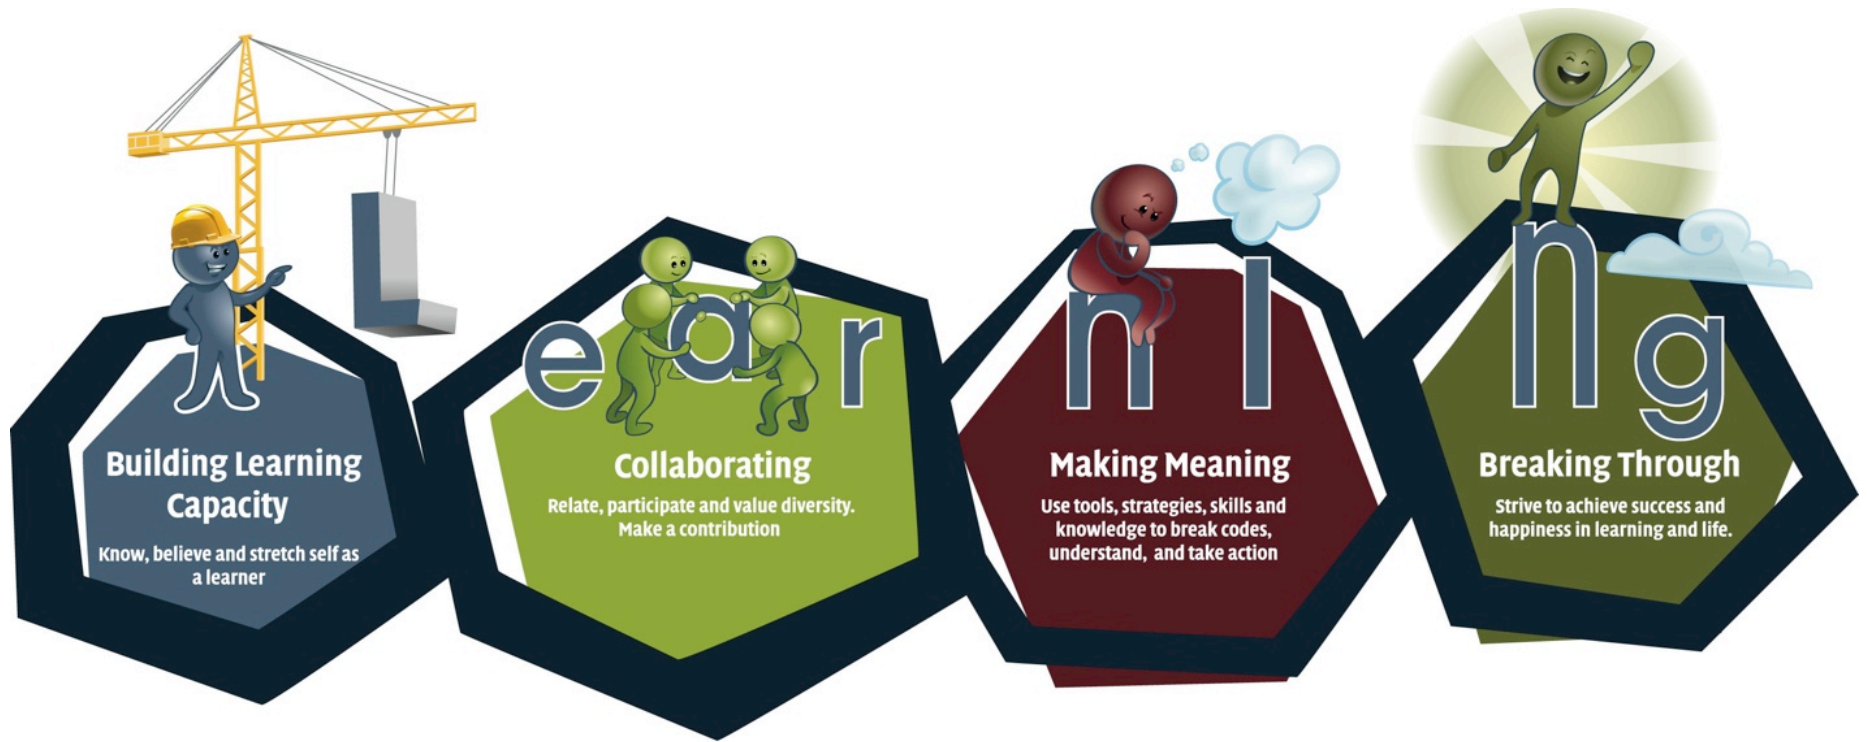 L
e a r
n I
n g
Building Learning
Capacity
Know, believe and stretch self as
a learner
Collaborating
Relate, participate and value diversity.
Make a contribution
Making Meaning
Use tools, strategies, skills and
knowledge to break codes,
understand, and take action
Breaking Through
Strive to achieve success and
happiness in learning and life.